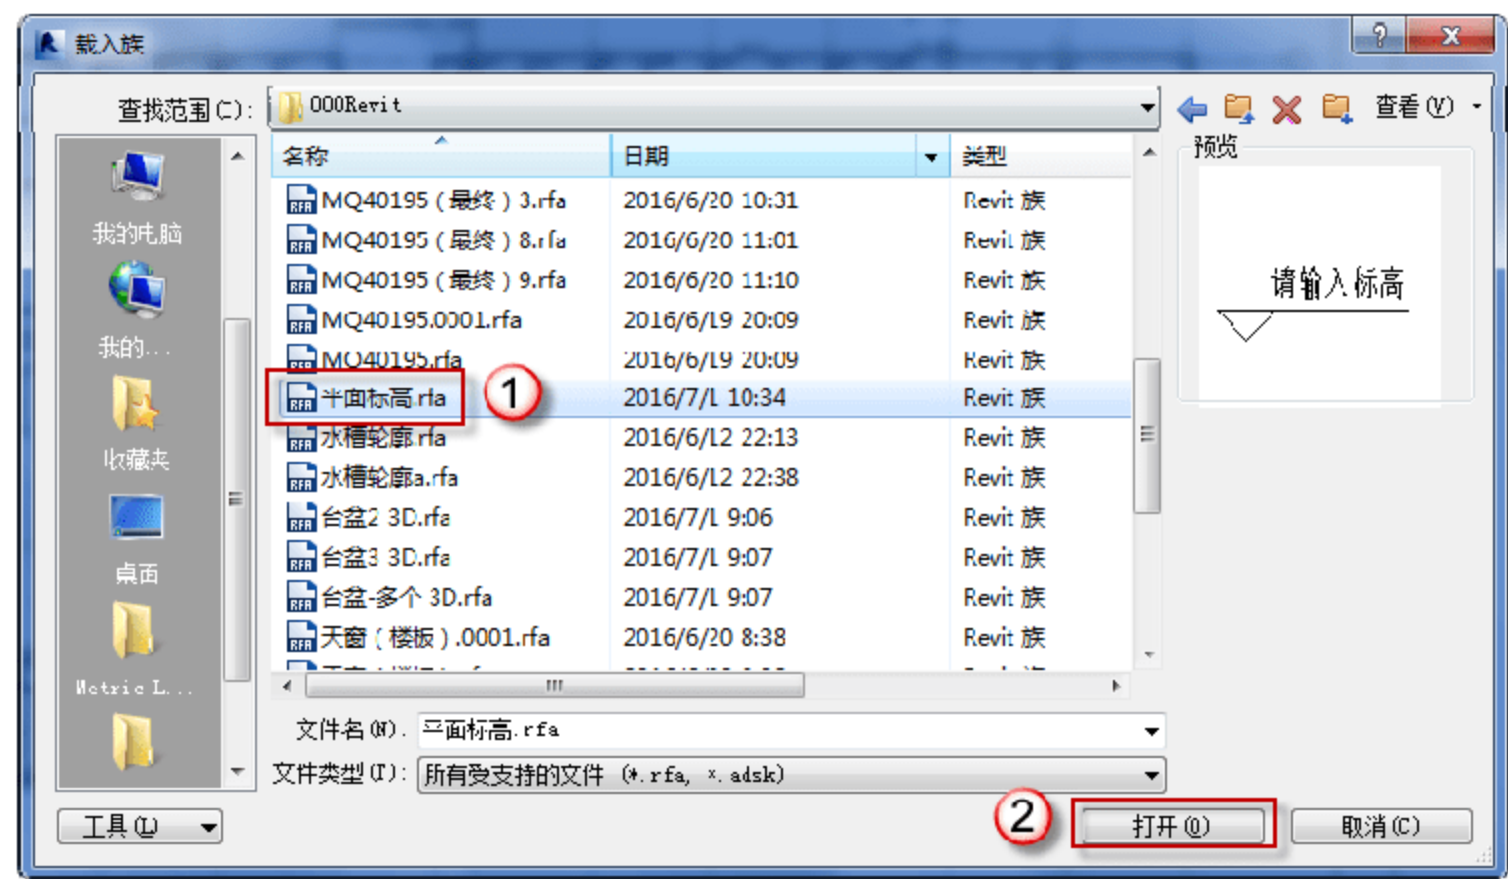 载入族
查找范围(I):
000Revit
查看(V)
名称 日期 类型
预览
MQ40195（最终）3.rfa 2016/6/20 10:31 Revit 族
MQ40195（最终）8.rfa 2016/6/20 11:01 Revit 族
MQ40195（最终）9.rfa 2016/6/20 11:10 Revit 族
MQ40195.0001.rfa 2016/6/19 20:09 Revit 族
MQ40195.rfa 2016/6/19 20:09 Revit 族
平面标高.rfa 2016/7/1 10:34 Revit 族
水槽轮廓.rfa 2016/6/12 22:13 Revit 族
水槽轮廓a.rfa 2016/6/12 22:38 Revit 族
台盆2 3D.rfa 2016/7/1 9:06 Revit 族
台盆3 3D.rfa 2016/7/1 9:07 Revit 族
台盆-多个 3D.rfa 2016/7/1 9:07 Revit 族
天窗（楼板）.0001.rfa 2016/6/20 8:38 Revit 族
1
请输入标高
我的电脑
我的...
收藏夹
桌面
Metric L...
文件名(N):
平面标高.rfa
文件类型(T):
所有受支持的文件 (*.rfa, *.adsk)
工具(L)
2
打开(O)
取消(C)